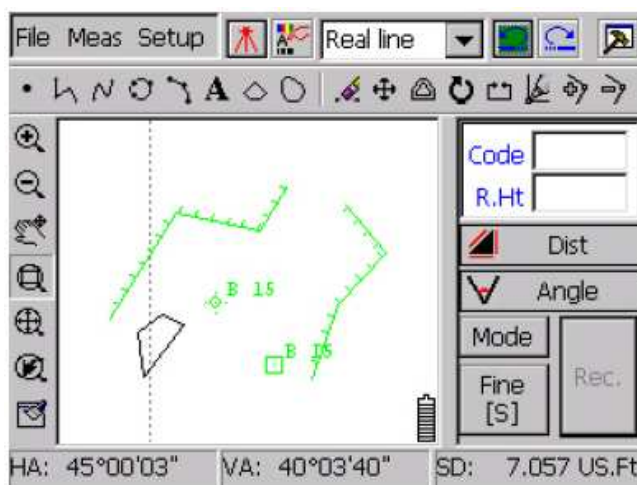 File Meas Setup Real line
A
Code
R.Ht
Dist
Angle
Mode
Fine
[S]
Rec.
B 15
B 15
HA: 45°00'03" VA: 40°03'40" SD: 7.057 US.Ft